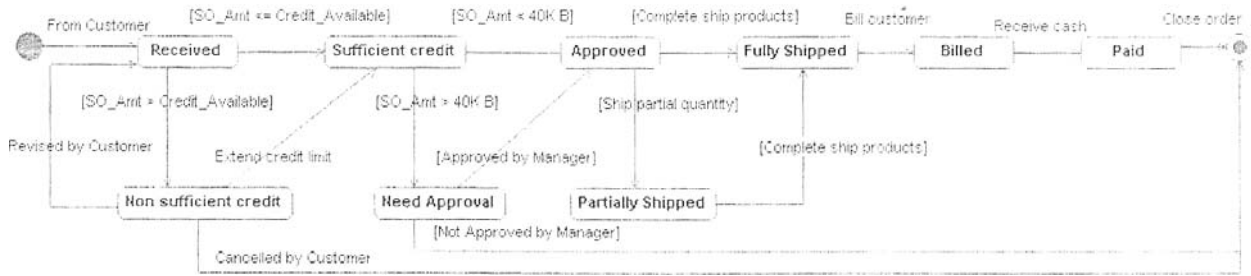 [SO_Amt <= Credit_Available]
[SO_Amt < 40K B]
[Complete ship products]
Bill customer
Close order
From Customer
Receive cash
Received
Sufficient credit
Approved
Fully Shipped
Billed
Paid
[SO_Amt > Credit_Available]
[SO_Amt > 40K B]
[Ship partial quantity]
Revised by Customer
Extend credit limit
[Approved by Manager]
[Complete ship products]
Non sufficient credit
Need Approval
Partially Shipped
[Not Approved by Manager]
Cancelled by Customer